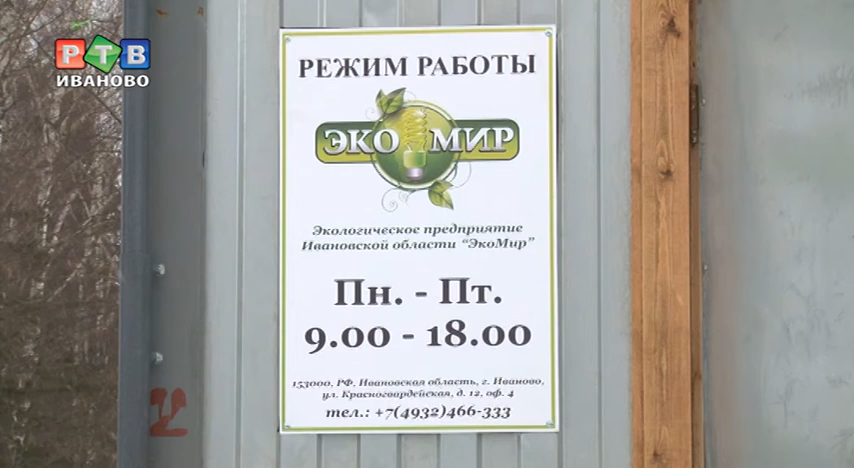 РТВ
ИВАНОВО
РЕЖИМ РАБОТЫ
ЭКО МИР
Экологическое предприятие
Ивановской области "ЭкоМир"
Пн. - Пт.
9.00 - 18.00
153000, РФ, Ивановская область, г. Иваново,
ул. Красногвардейская, д. 12, оф. 4
тел.: +7(4932)466-333